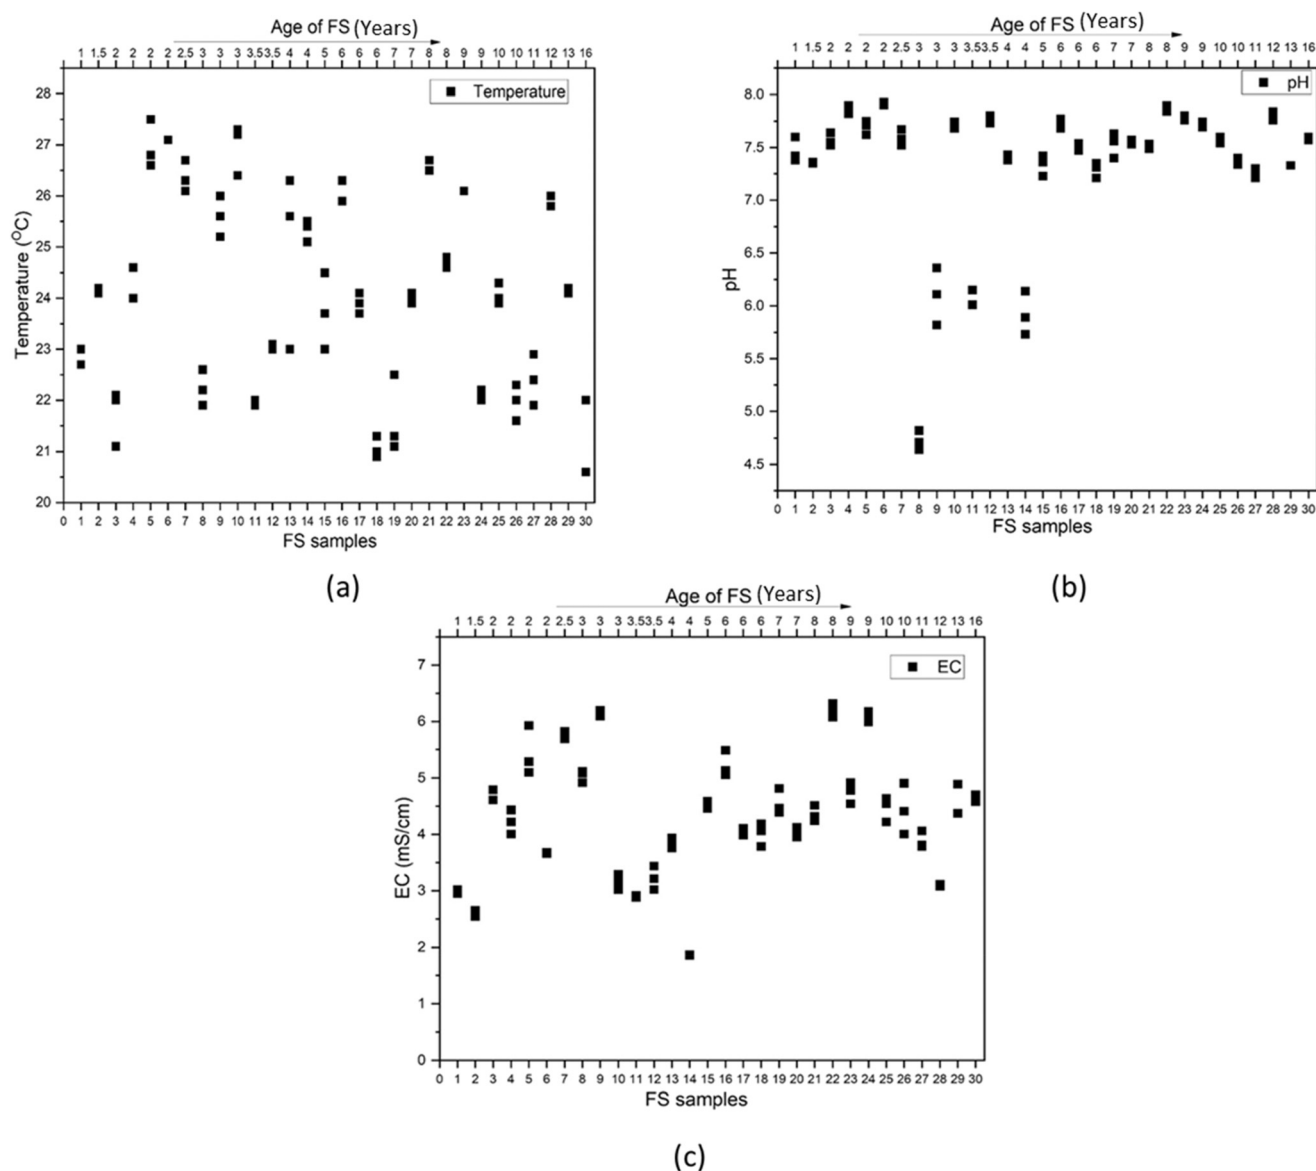 Age of FS (Years)
1 1.5 2 2 2 2 2.5 3 3 3 3.5 3.5 4 4 5 6 6 6 7 7 8 8 9 9 10 10 11 12 13 16
Temperature
28
27
26
25
24
23
22
21
20
Temperature (°C)
0 1 2 3 4 5 6 7 8 9 10 11 12 13 14 15 16 17 18 19 20 21 22 23 24 25 26 27 28 29 30
FS samples
(a)
Age of FS (Years)
1 1.5 2 2 2 2 2.5 3 3 3 3.5 3.5 4 4 5 6 6 6 7 7 8 8 9 9 10 10 11 12 13 16
pH
8.0
7.5
7.0
6.5
6.0
5.5
5.0
4.5
pH
0 1 2 3 4 5 6 7 8 9 10 11 12 13 14 15 16 17 18 19 20 21 22 23 24 25 26 27 28 29 30
FS samples
(b)
Age of FS (Years)
1 1.5 2 2 2 2 2.5 3 3 3 3.5 3.5 4 4 5 6 6 6 7 7 8 8 9 9 10 10 11 12 13 16
EC
7
6
5
4
3
2
1
0
EC (mS/cm)
0 1 2 3 4 5 6 7 8 9 10 11 12 13 14 15 16 17 18 19 20 21 22 23 24 25 26 27 28 29 30
FS samples
(c)